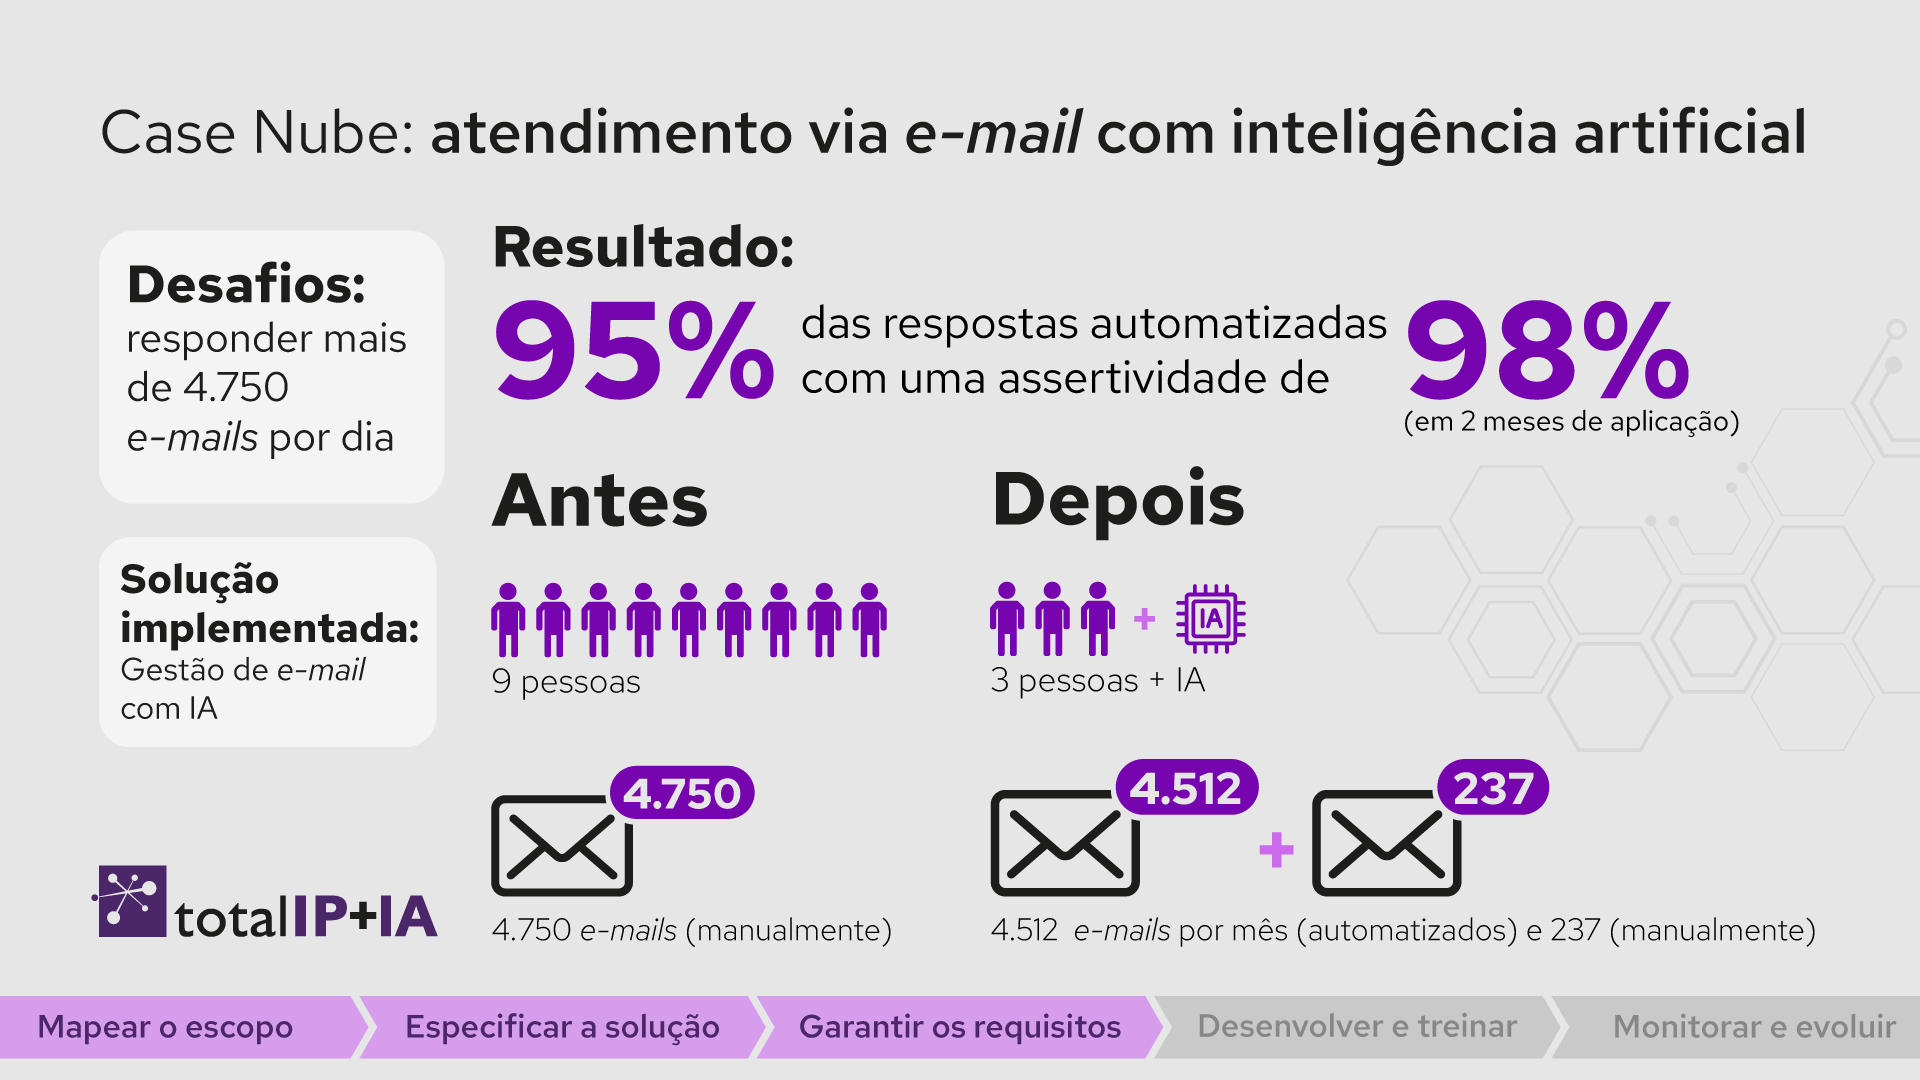 Case Nube: atendimento via e-mail com inteligência artificial
Desafios:
responder mais
de 4.750
e-mails por dia
Solução
implementada:
Gestão de e-mail
com IA
Resultado:
95%
das respostas automatizadas
com uma assertividade de
98%
(em 2 meses de aplicação)
Antes
9 pessoas
4.750
4.750 e-mails (manualmente)
Depois
+
IA
3 pessoas + IA
4.512
+
237
4.512 e-mails por mês (automatizados) e 237 (manualmente)
totalIP+IA
Mapear o escopo
Especificar a solução
Garantir os requisitos
Desenvolver e treinar
Monitorar e evoluir